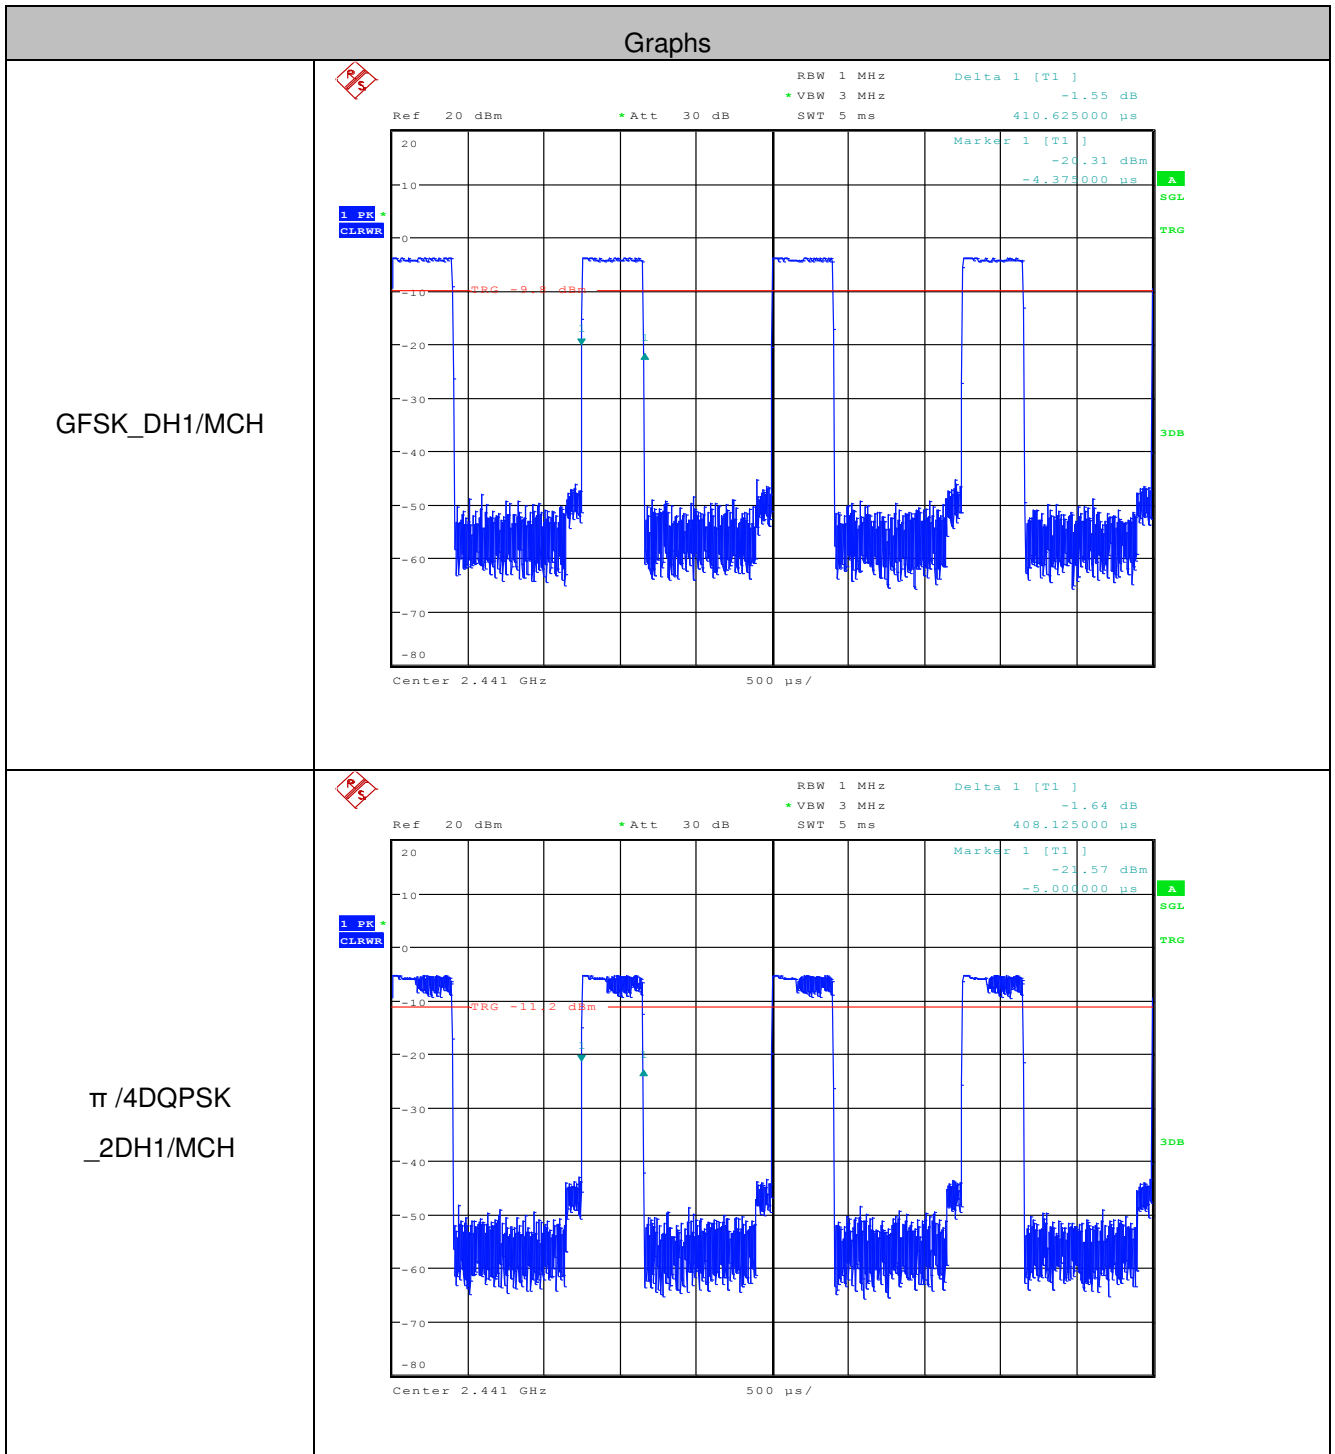 Graphs
GFSK_DH1/MCH
R S
RBW 1 MHz
Delta 1 [T1 ]
* VBW 3 MHz
-1.55 dB
Ref 20 dBm
* Att 30 dB
SWT 5 ms
410.625000 µs
20
Marker 1 [T1 ]
-20.31 dBm
-4.375000 µs
A
10
SGL
1 PK *
CLRWR
TRG
0
-10
TRG -9.8 dBm
1
1
-20
-30
3DB
-40
-50
-60
-70
-80
Center 2.441 GHz
500 µs/
π /4DQPSK
_2DH1/MCH
R S
RBW 1 MHz
Delta 1 [T1 ]
* VBW 3 MHz
-1.64 dB
Ref 20 dBm
* Att 30 dB
SWT 5 ms
408.125000 µs
20
Marker 1 [T1 ]
-21.57 dBm
-5.000000 µs
A
10
SGL
1 PK *
CLRWR
TRG
0
-10
TRG -11.2 dBm
1
1
-20
-30
3DB
-40
-50
-60
-70
-80
Center 2.441 GHz
500 µs/